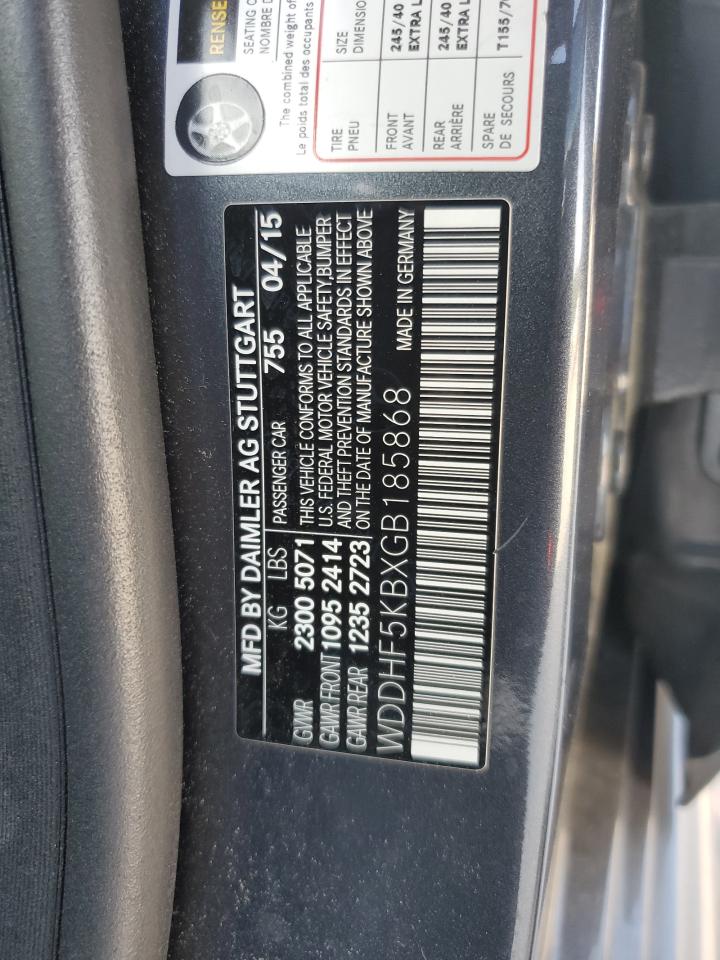 RENSE
SEATING C
NOMBRE D
The combined weight of
Le poids total des occupants
TIRE
PNEU
SIZE
DIMENSIO
FRONT
AVANT
245/40
EXTRA L
REAR
ARRIÈRE
245/40
EXTRA L
SPARE
DE SECOURS
T155/70
MFD BY DAIMLER AG STUTTGART
KG LBS PASSENGER CAR 755 04/15
GVWR 2300 5071 THIS VEHICLE CONFORMS TO ALL APPLICABLE
GAWR FRONT 1095 2414 U.S. FEDERAL MOTOR VEHICLE SAFETY,BUMPER
GAWR REAR 1235 2723 AND THEFT PREVENTION STANDARDS IN EFFECT
ON THE DATE OF MANUFACTURE SHOWN ABOVE
WDDHF5KBXGB185868 MADE IN GERMANY